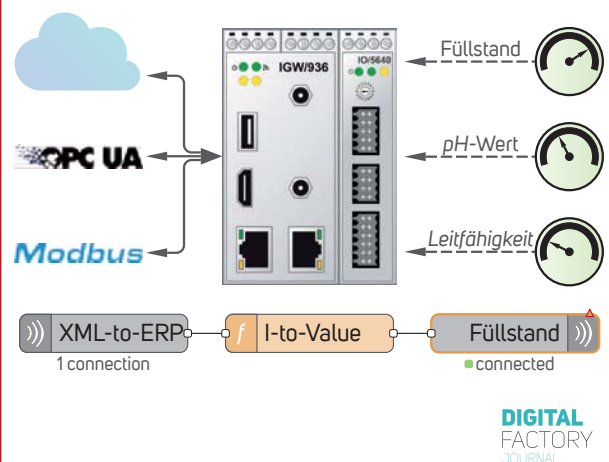 IGW/936
IO/5640
Füllstand
OPC UA
pH-Wert
Modbus
Leitfähigkeit
XML-to-ERP
f
I-to-Value
Füllstand
1 connection
connected
DIGITAL
FACTORY
JOURNAL